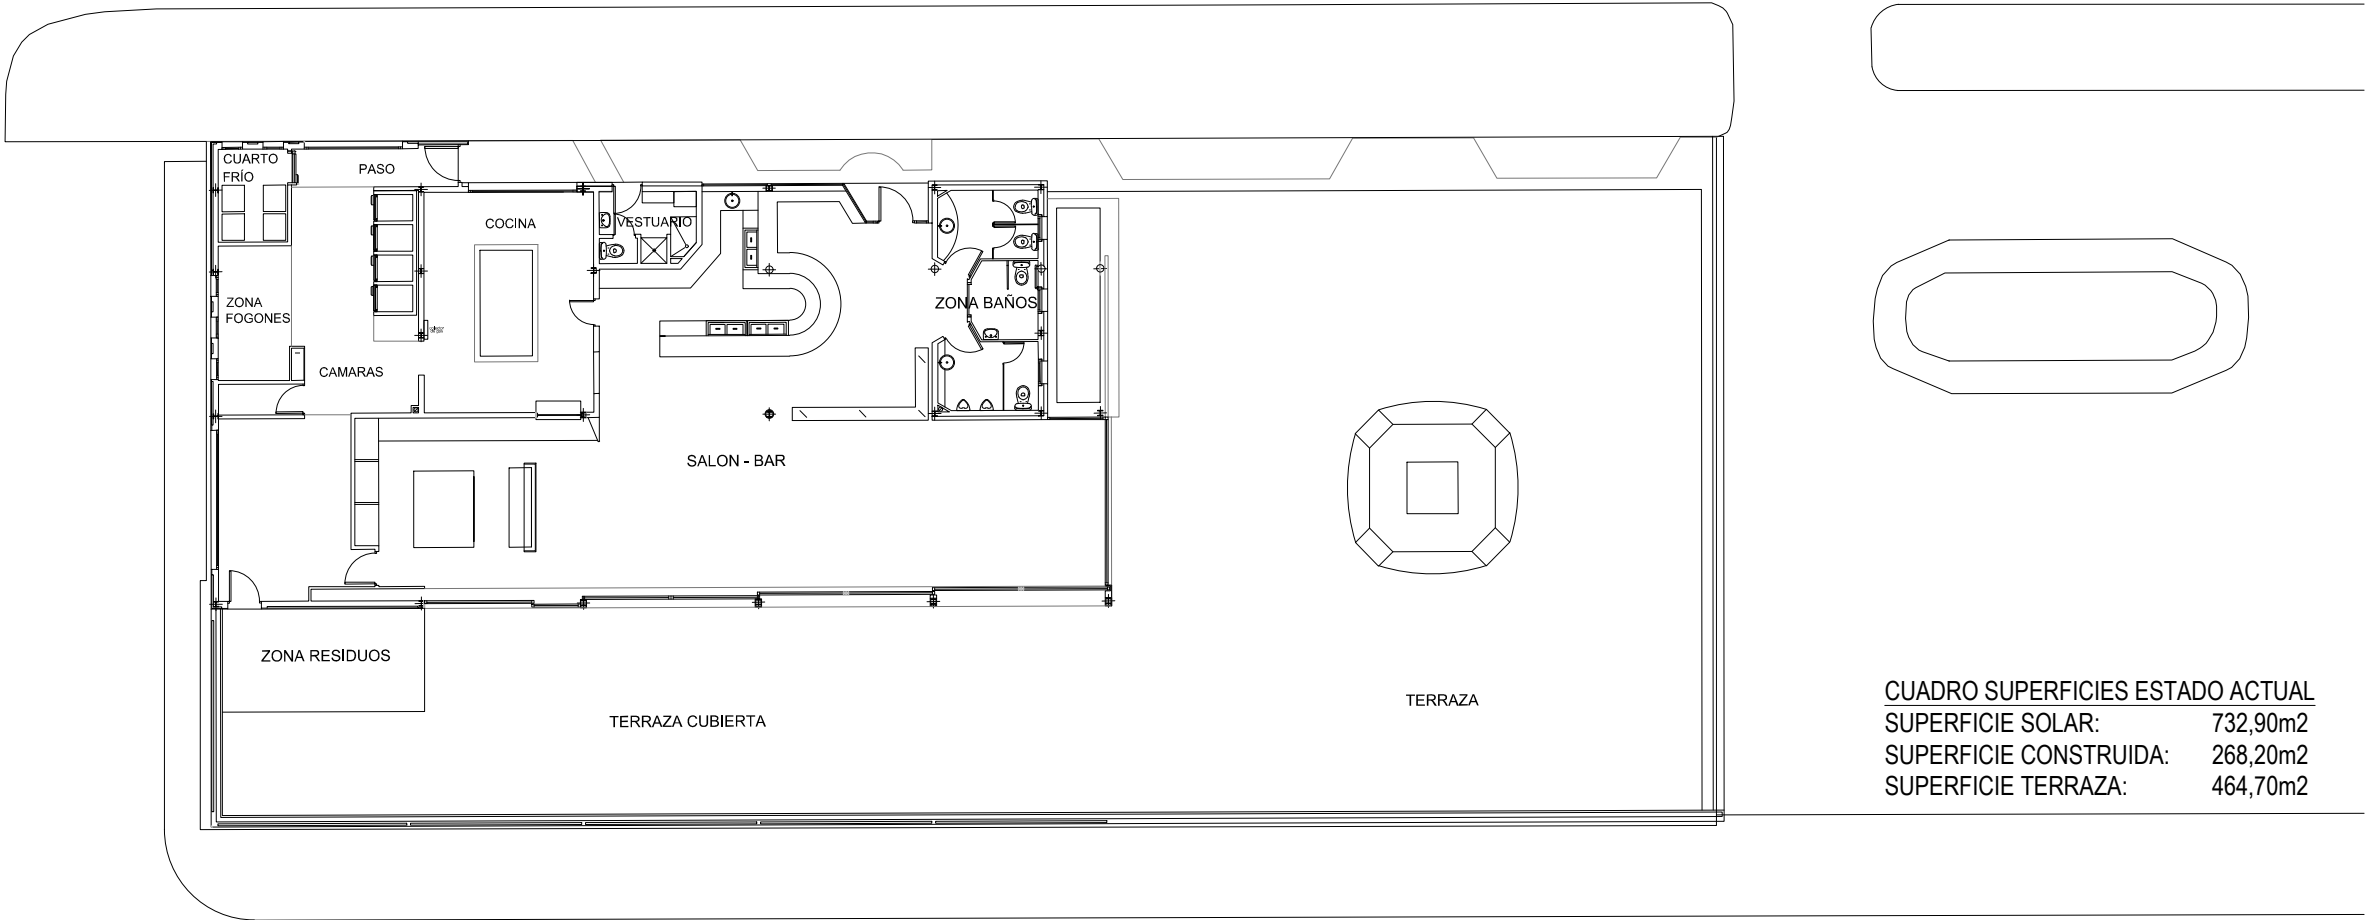 CUARTO
FRÍO
PASO
COCINA
VESTUARIO
ZONA
FOGONES
ZONA BAÑOS
CAMARAS
SALON - BAR
ZONA RESIDUOS
TERRAZA CUBIERTA
TERRAZA
CUADRO SUPERFICIES ESTADO ACTUAL
SUPERFICIE SOLAR: 732,90m2
SUPERFICIE CONSTRUIDA: 268,20m2
SUPERFICIE TERRAZA: 464,70m2